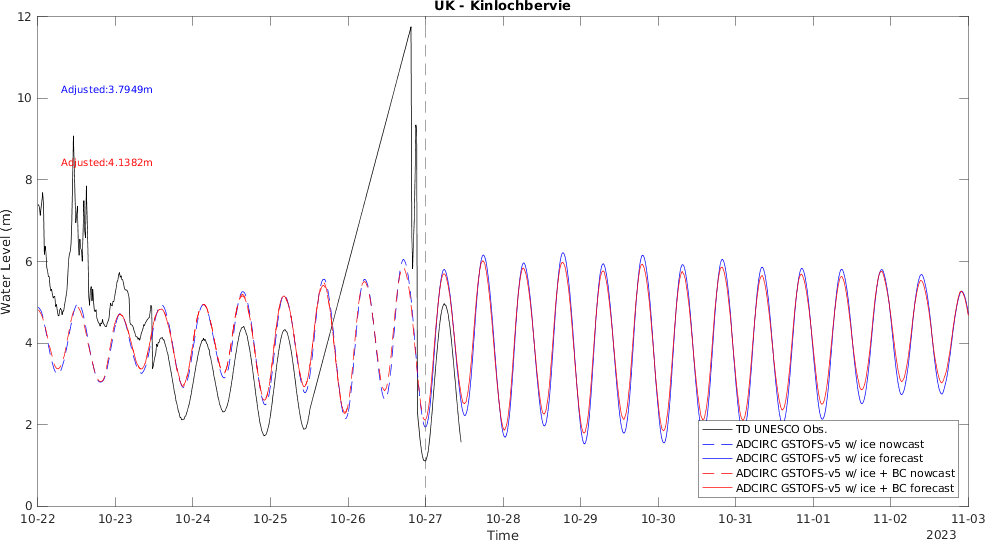 UK - Kinlochbervie
12
10
8
6
4
2
0
Water Level (m)
Adjusted:3.7949m
Adjusted:4.1382m
TD UNESCO Obs.
ADCIRC GSTOFS-v5 w/ ice nowcast
ADCIRC GSTOFS-v5 w/ ice forecast
ADCIRC GSTOFS-v5 w/ ice + BC nowcast
ADCIRC GSTOFS-v5 w/ ice + BC forecast
10-22 10-23 10-24 10-25 10-26 10-27 10-28 10-29 10-30 10-31 11-01 11-02 11-03
Time
2023